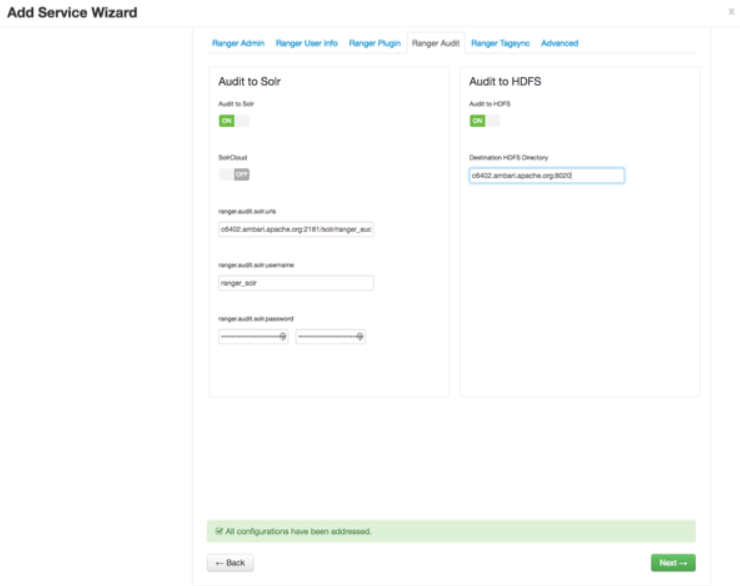 Add Service Wizard
X
Ranger Admin Ranger User Info Ranger Plugin Ranger Audit Ranger Tagsync Advanced
Audit to Solr
Audit to Solr
ON
SolrCloud
OFF
ranger.audit.solr.urls
c6402.ambari.apache.org:2181/solr/ranger_auc
ranger.audit.solr.username
ranger_solr
ranger.audit.solr.password
Audit to HDFS
Audit to HDFS
ON
Destination HDFS Directory
c6402.ambari.apache.org:8020
All configurations have been addressed.
← Back
Next →